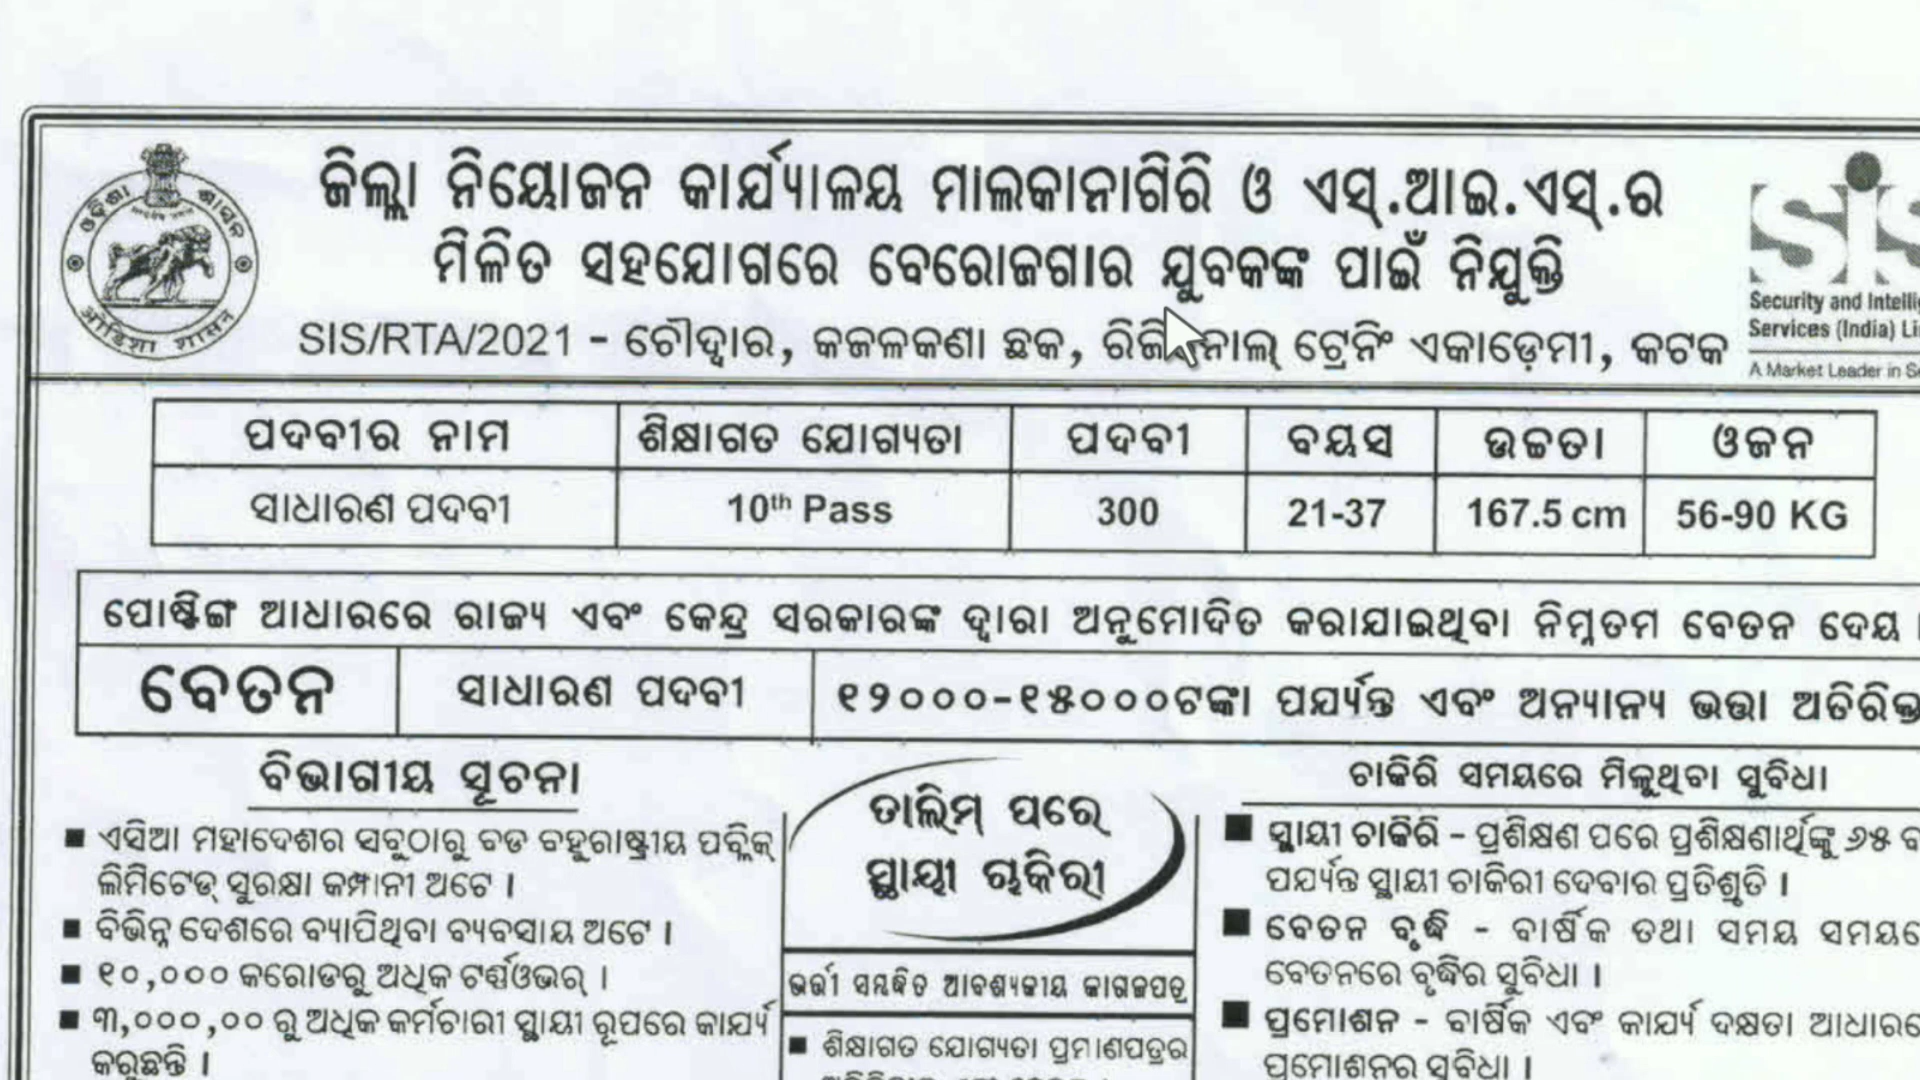 ଓଡ଼ିଶା ଶାସନ
ओडिशा शासन
ଜିଲ୍ଲା ନିୟୋଜନ କାର୍ଯ୍ୟାଳୟ ମାଲକାନାଗିରି ଓ ଏସ୍.ଆଇ.ଏସ୍.ର
ମିଳିତ ସହଯୋଗରେ ବେରୋଜଗାର ଯୁବକଙ୍କ ପାଇଁ ନିଯୁକ୍ତି
SIS/RTA/2021 - ଚୌଦ୍ୱାର, କଜଳକଣା ଛକ, ଟ୍ରେନିଂ ଏକାଡ଼େମୀ, କଟକ
SIS
Security and
Services (India)
A Market Leader in
ପଦବୀର ନାମ ଶିକ୍ଷାଗତ ଯୋଗ୍ୟତା ପଦବୀ ବୟସ ଉଚ୍ଚତା ଓଜନ
ସାଧାରଣ ପଦବୀ 10th Pass 300 21-37 167.5 cm 56-90 KG
ପୋଷ୍ଟିଙ୍ଗ ଆଧାରରେ ରାଜ୍ୟ ଏବଂ କେନ୍ଦ୍ର ସରକାରଙ୍କ ଦ୍ୱାରା ଅନୁମୋଦିତ କରାଯାଇଥିବା ନିମ୍ନତମ ବେତନ ଦେୟ ।
ବେତନ ସାଧାରଣ ପଦବୀ ୧୨୦୦୦-୧୫୦୦୦ଟଙ୍କା ପର୍ଯ୍ୟନ୍ତ ଏବଂ ଅନ୍ୟାନ୍ୟ ଭତ୍ତା ଅତିରିକ୍ତ
ବିଭାଗୀୟ ସୂଚନା
■ ଏସିଆ ମହାଦେଶର ସବୁଠାରୁ ବଡ ବହୁରାଷ୍ଟ୍ରୀୟ ପବ୍ଲିକ୍
ଲିମିଟେଡ୍ ସୁରକ୍ଷା କମ୍ପାନୀ ଅଟେ ।
■ ବିଭିନ୍ନ ଦେଶରେ ବ୍ୟାପିଥିବା ବ୍ୟବସାୟ ଅଟେ ।
■ ୧୦,୦୦୦ କରୋଡରୁ ଅଧିକ ଟର୍ଣ୍ଣଓଭର୍ ।
■ ୩,୦୦୦,୦୦ ରୁ ଅଧିକ କର୍ମଚାରୀ ସ୍ଥାୟୀ ରୂପରେ କାର୍ଯ୍ୟ
କରୁଛନ୍ତି ।
ତାଲିମ୍ ପରେ
ସ୍ଥାୟୀ ଚାକିରୀ
ଭର୍ତ୍ତୀ ସମ୍ବନ୍ଧିତ ଆବଶ୍ୟକୀୟ କାଗଜପତ୍ର
■ ଶିକ୍ଷାଗତ ଯୋଗ୍ୟତା ପ୍ରମାଣପତ୍ରର
ଚାକିରି ସମୟରେ ମିଳୁଥିବା ସୁବିଧା
■ ସ୍ଥାୟୀ ଚାକିରି - ପ୍ରଶିକ୍ଷଣ ପରେ ପ୍ରଶିକ୍ଷଣାର୍ଥୀଙ୍କୁ ୬୫
ପର୍ଯ୍ୟନ୍ତ ସ୍ଥାୟୀ ଚାକିରୀ ଦେବାର ପ୍ରତିଶ୍ରୁତି ।
■ ବେତନ ବୃଦ୍ଧି - ବାର୍ଷିକ ତଥା ସମୟ ସମୟରେ
ବେତନରେ ବୃଦ୍ଧିର ସୁବିଧା ।
■ ପ୍ରମୋଶନ - ବାର୍ଷିକ ଏବଂ କାର୍ଯ୍ୟ ଦକ୍ଷତା ଆଧାରରେ
ପ୍ରମୋଶନର ସୁବିଧା ।